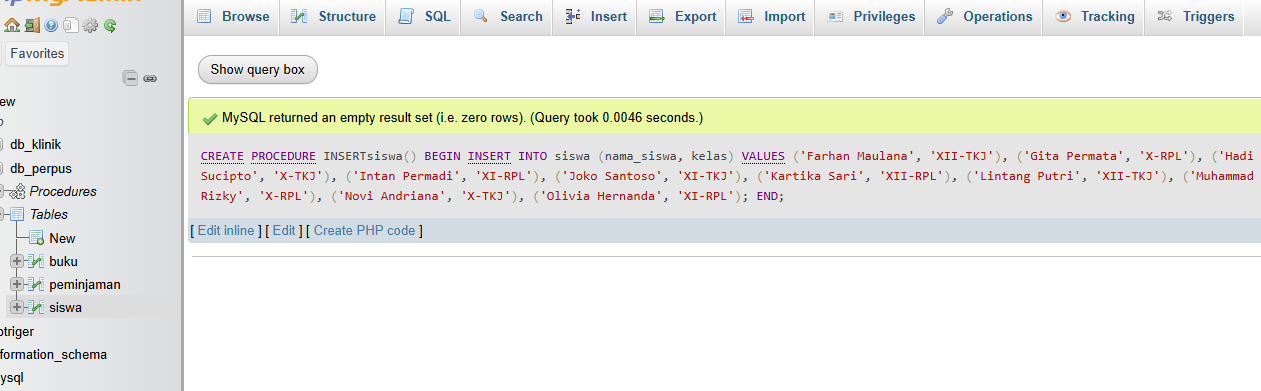 Browse Structure SQL Search Insert Export Import Privileges Operations Tracking Triggers
Favorites
Show query box
MySQL returned an empty result set (i.e. zero rows). (Query took 0.0046 seconds.)
CREATE PROCEDURE INSERTsiswa() BEGIN INSERT INTO siswa (nama_siswa, kelas) VALUES ('Farhan Maulana', 'XII-TKJ'), ('Gita Permata', 'X-RPL'), ('Hadi
Sucipto', 'X-TKJ'), ('Intan Permadi', 'XI-RPL'), ('Joko Santoso', 'XI-TKJ'), ('Kartika Sari', 'XII-RPL'), ('Lintang Putri', 'XII-TKJ'), ('Muhammad
Rizky', 'X-RPL'), ('Novi Andriana', 'X-TKJ'), ('Olivia Hernanda', 'XI-RPL'); END;
[ Edit inline ] [ Edit ] [ Create PHP code ]
ew
db_klinik
db_perpus
Procedures
Tables
New
buku
peminjaman
siswa
otriger
formation_schema
ysql